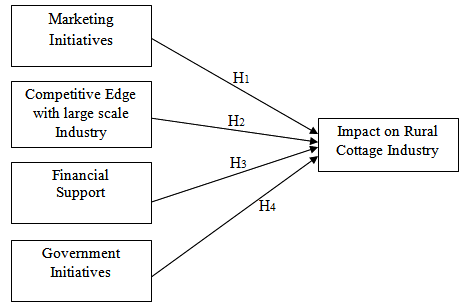 Marketing
Initiatives
H1
Competitive Edge
with large scale
Industry
H2
Impact on Rural
Cottage Industry
H3
Financial
Support
H4
Government
Initiatives